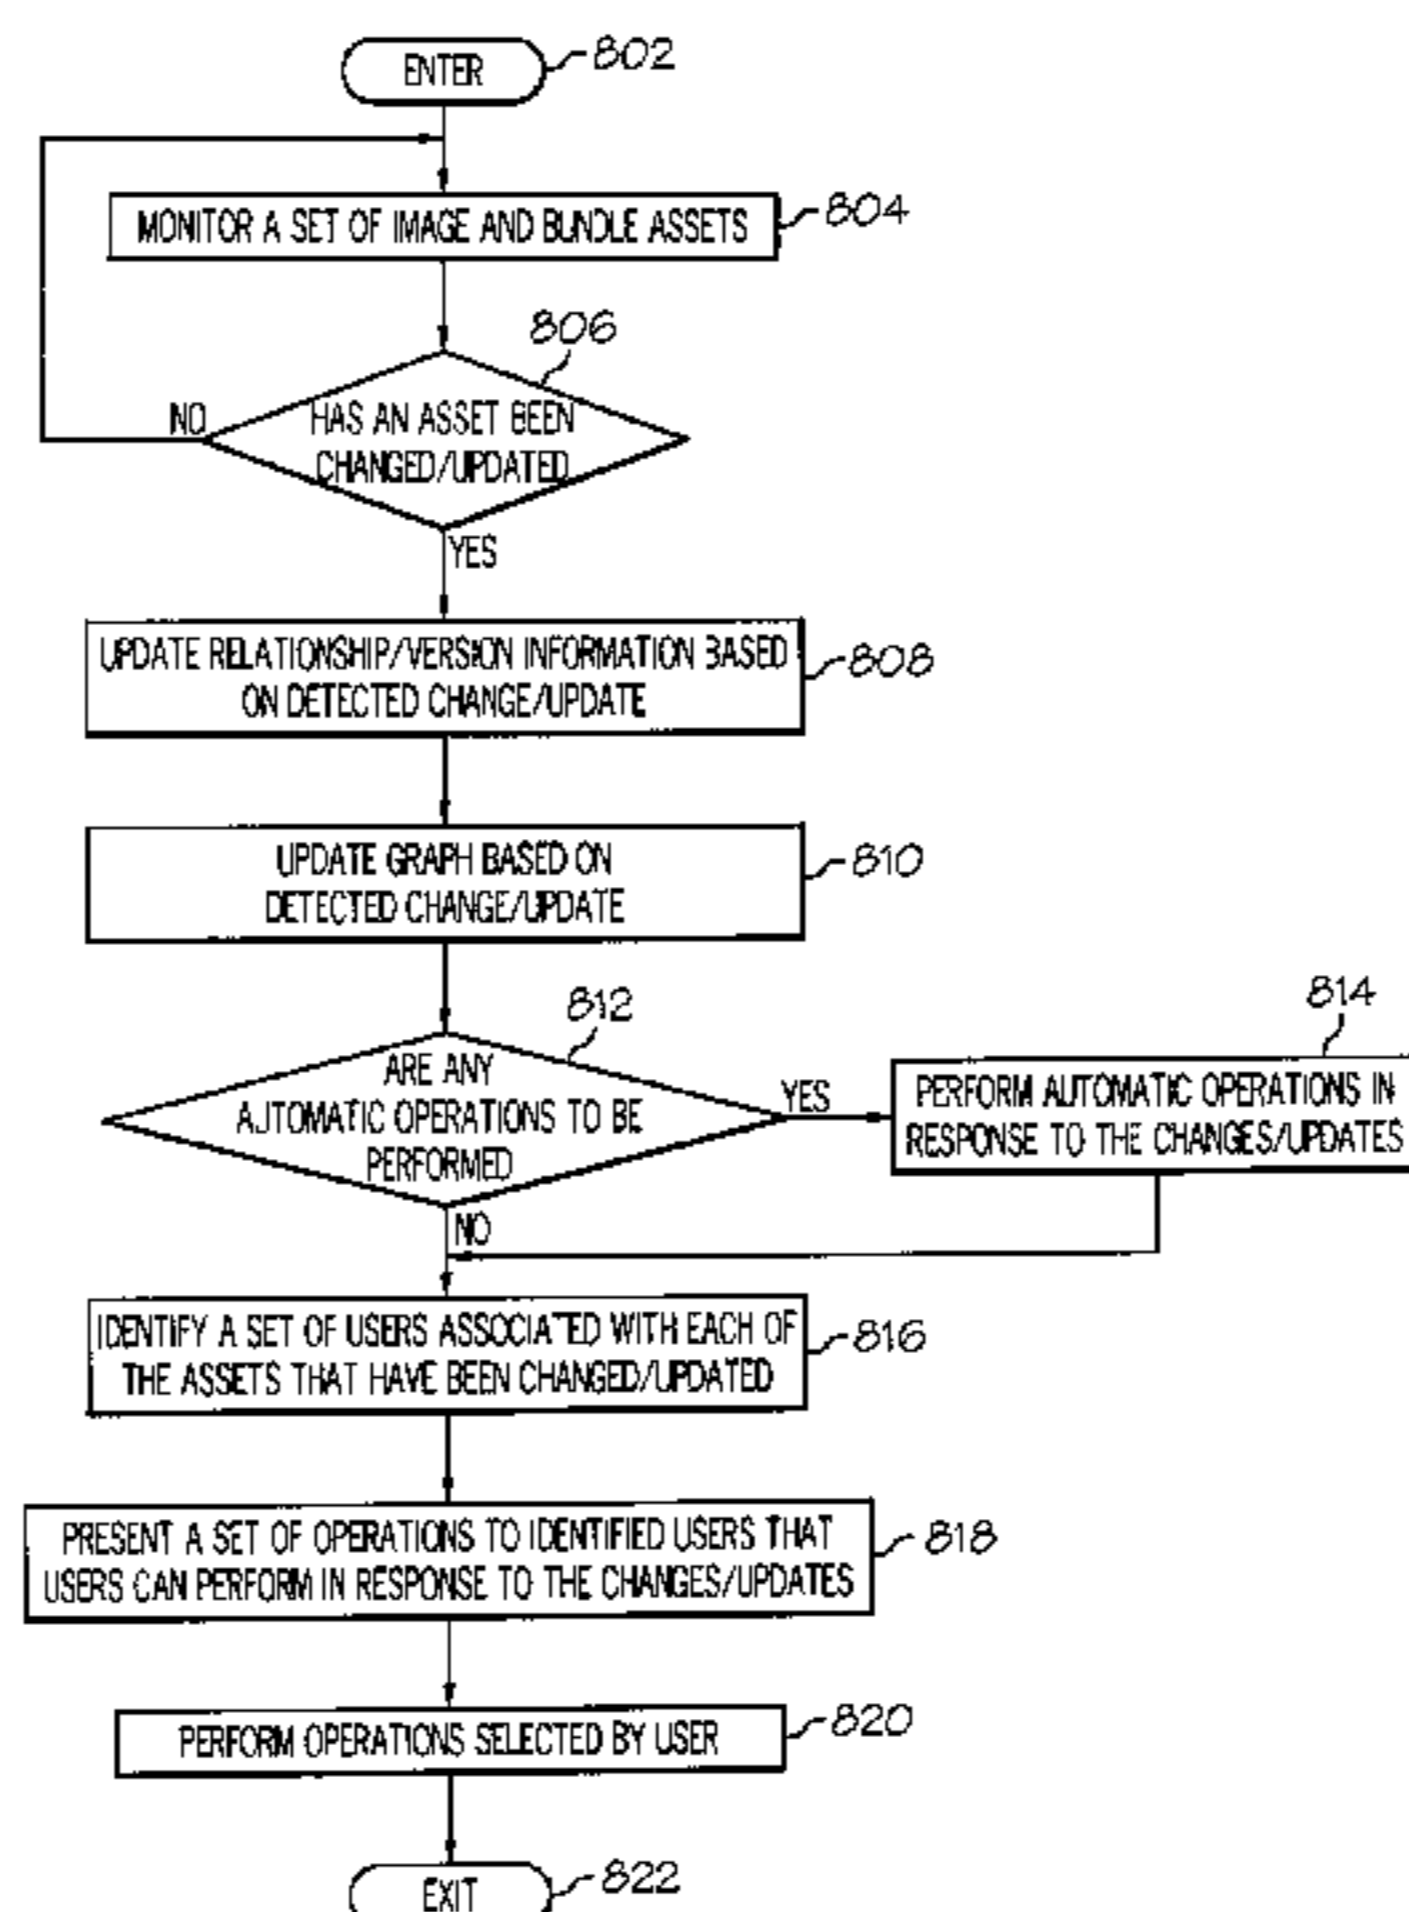 ENTER
802
MONITOR A SET OF IMAGE AND BUNDLE ASSETS
804
806
HAS AN ASSET BEEN
CHANGED/UPDATED
NO
YES
UPDATE RELATIONSHIP/VERSION INFORMATION BASED
ON DETECTED CHANGE/UPDATE
808
UPDATE GRAPH BASED ON
DETECTED CHANGE/UPDATE
810
812
ARE ANY
AUTOMATIC OPERATIONS TO BE
PERFORMED
YES
NO
814
PERFORM AUTOMATIC OPERATIONS IN
RESPONSE TO THE CHANGES/UPDATES
IDENTIFY A SET OF USERS ASSOCIATED WITH EACH OF
THE ASSETS THAT HAVE BEEN CHANGED/UPDATED
816
PRESENT A SET OF OPERATIONS TO IDENTIFIED USERS THAT
USERS CAN PERFORM IN RESPONSE TO THE CHANGES/UPDATES
818
PERFORM OPERATIONS SELECTED BY USER
820
EXIT
822